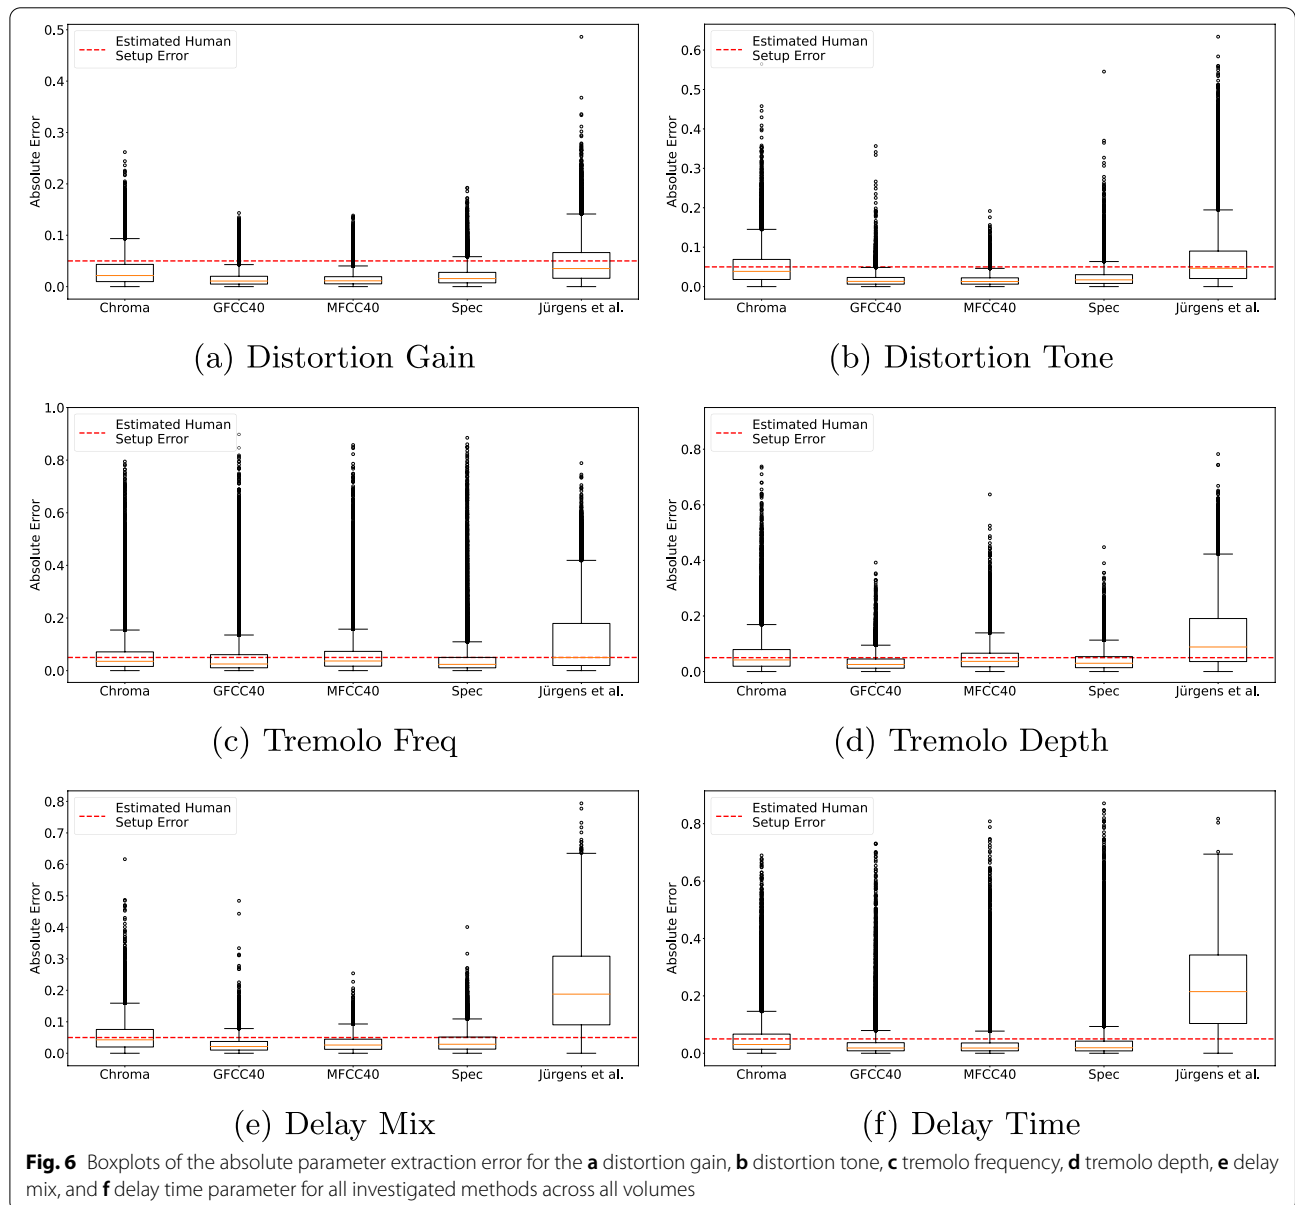 0.5
0.4
0.3
0.2
0.1
0.0
Absolute Error
Estimated Human
Setup Error
Chroma GFCC40 MFCC40 Spec Jürgens et al.
(a) Distortion Gain
0.6
0.5
0.4
0.3
0.2
0.1
0.0
Absolute Error
Estimated Human
Setup Error
Chroma GFCC40 MFCC40 Spec Jürgens et al.
(b) Distortion Tone
1.0
0.8
0.6
0.4
0.2
0.0
Absolute Error
Estimated Human
Setup Error
Chroma GFCC40 MFCC40 Spec Jürgens et al.
(c) Tremolo Freq
0.8
0.6
0.4
0.2
0.0
Absolute Error
Estimated Human
Setup Error
Chroma GFCC40 MFCC40 Spec Jürgens et al.
(d) Tremolo Depth
0.8
0.7
0.6
0.5
0.4
0.3
0.2
0.1
0.0
Absolute Error
Estimated Human
Setup Error
Chroma GFCC40 MFCC40 Spec Jürgens et al.
(e) Delay Mix
0.8
0.6
0.4
0.2
0.0
Absolute Error
Estimated Human
Setup Error
Chroma GFCC40 MFCC40 Spec Jürgens et al.
(f) Delay Time
Fig. 6 Boxplots of the absolute parameter extraction error for the a distortion gain, b distortion tone, c tremolo frequency, d tremolo depth, e delay
mix, and f delay time parameter for all investigated methods across all volumes